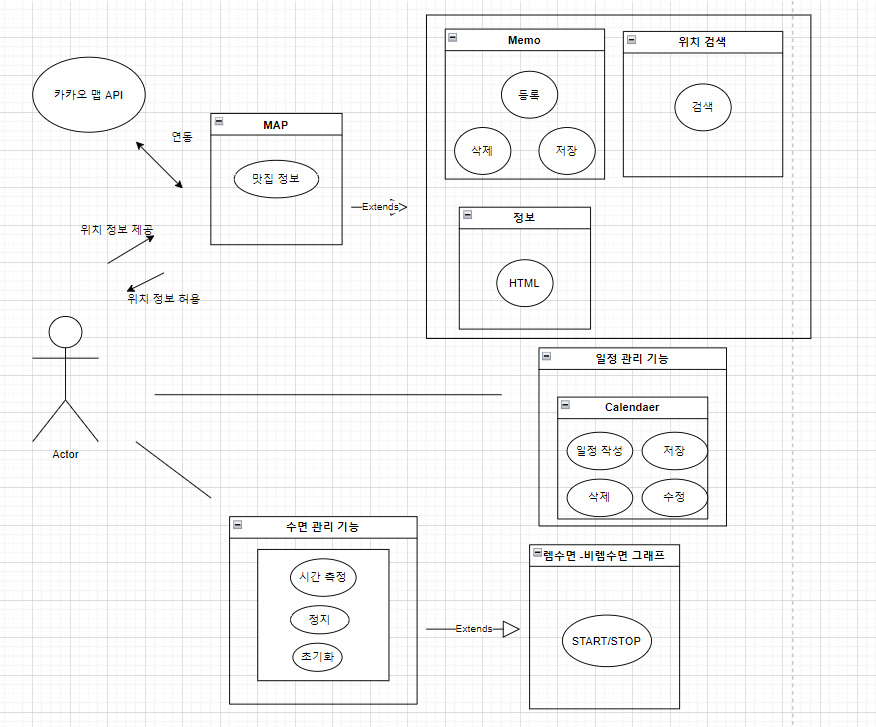 카카오 맵 API
연동
MAP
맛집 정보
Extends
Memo
등록
삭제
저장
위치 검색
검색
정보
HTML
위치 정보 제공
위치 정보 허용
Actor
일정 관리 기능
Calendaer
일정 작성
저장
삭제
수정
수면 관리 기능
시간 측정
정지
초기화
Extends
렘수면 -비렘수면 그래프
START/STOP